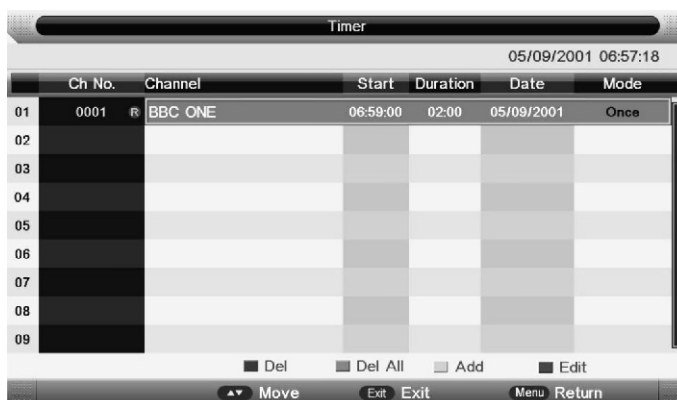 Timer
05/09/2001 06:57:18
Ch No. Channel Start Duration Date Mode
01 0001 R BBC ONE 06:59:00 02:00 05/09/2001 Once
02
03
04
05
06
07
08
09
Del Del All Add Edit
Move Exit Exit Menu Return